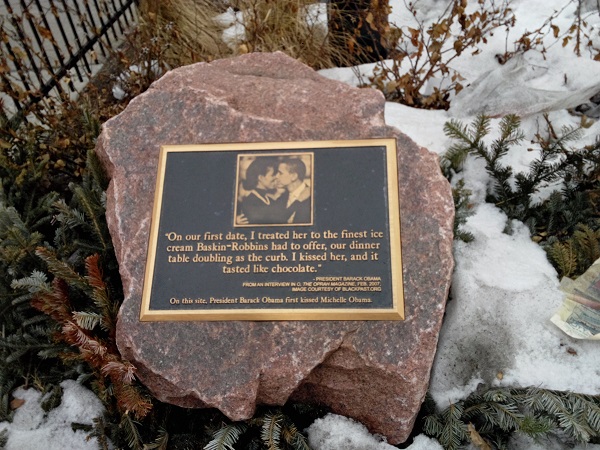 "On our first date, I treated her to the finest ice
cream Baskin-Robbins had to offer, our dinner
table doubling as the curb. I kissed her, and it
tasted like chocolate."
- PRESIDENT BARACK OBAMA
FROM AN INTERVIEW IN O, THE OPRAH MAGAZINE, FEB. 2007.
IMAGE COURTESY OF BLACKPAST.ORG
On this site, President Barack Obama first kissed Michelle Obama.